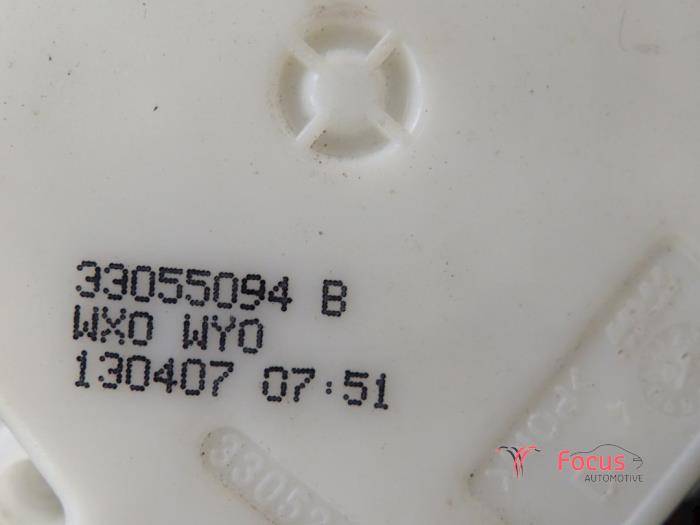 33055094 B
WX0 WY0
130407 07:51
Focus
AUTOMOTIVE